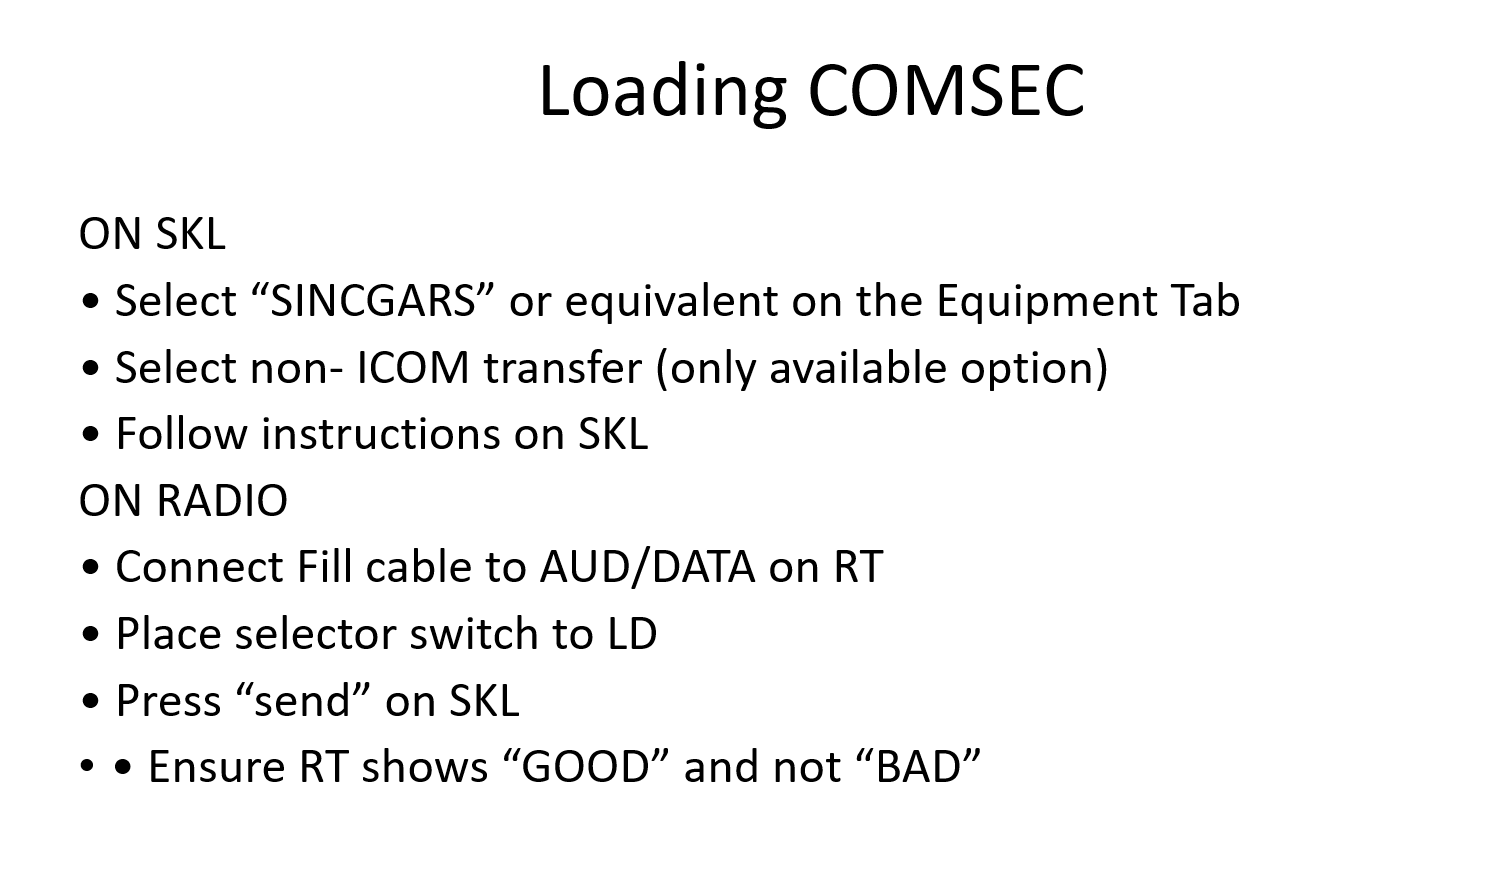 Loading COMSEC
ON SKL
• Select “SINCGARS” or equivalent on the Equipment Tab
• Select non- ICOM transfer (only available option)
• Follow instructions on SKL
ON RADIO
• Connect Fill cable to AUD/DATA on RT
• Place selector switch to LD
• Press “send” on SKL
• • Ensure RT shows “GOOD” and not “BAD”